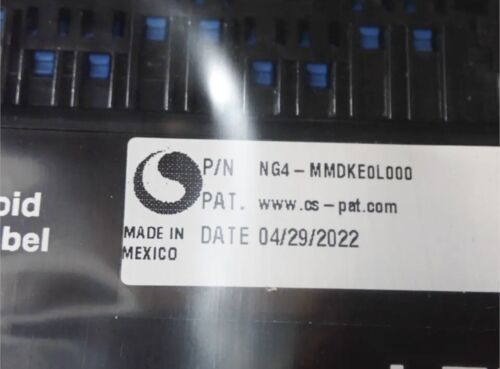 P/N NG4-MMDKE0L000
PAT. www.cs-pat.com
MADE IN
MEXICO
DATE 04/29/2022
oid
bel